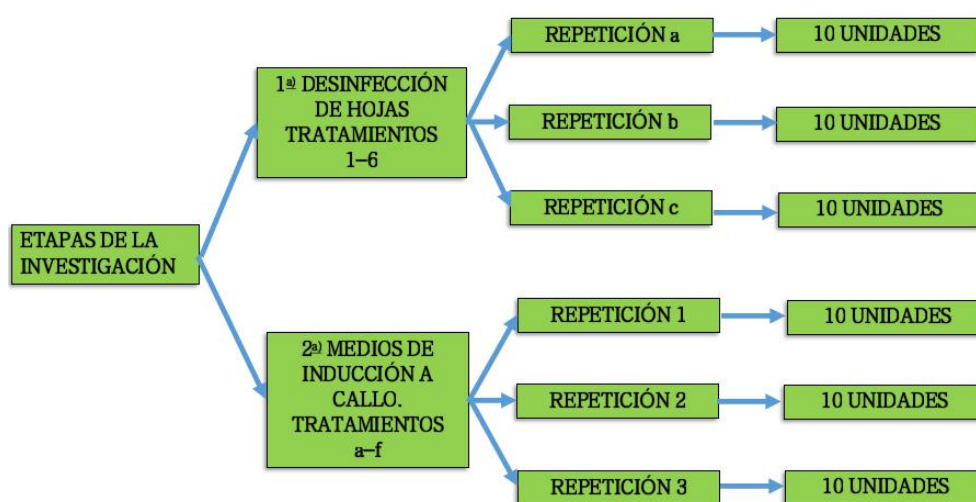 ETAPAS DE LA
INVESTIGACIÓN
1ª) DESINFECCIÓN
DE HOJAS
TRATAMIENTOS
1–6
REPETICIÓN a
10 UNIDADES
REPETICIÓN b
10 UNIDADES
REPETICIÓN c
10 UNIDADES
2ª) MEDIOS DE
INDUCCIÓN A
CALLO.
TRATAMIENTOS
a–f
REPETICIÓN 1
10 UNIDADES
REPETICIÓN 2
10 UNIDADES
REPETICIÓN 3
10 UNIDADES